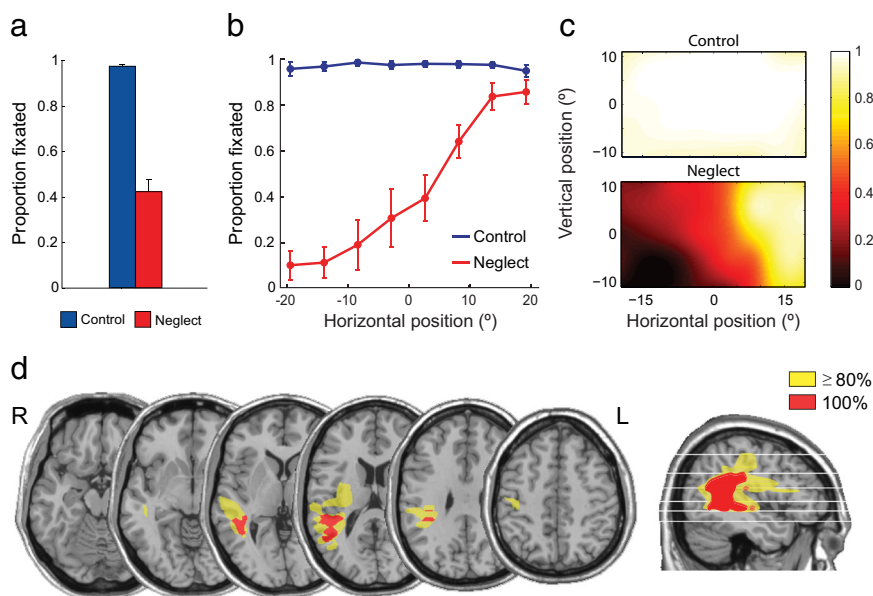 a
Proportion fixated
1
0.8
0.6
0.4
0.2
0
Control Neglect
b
Proportion fixated
1
0.8
0.6
0.4
0.2
0
Control
Neglect
-20 -10 0 10 20
Horizontal position (º)
c
Control
Vertical position (º)
10
0
−10
Neglect
10
0
−10
−15 0 15
Horizontal position (º)
1
0.8
0.6
0.4
0.2
0
d
R
L
≥ 80%
100%